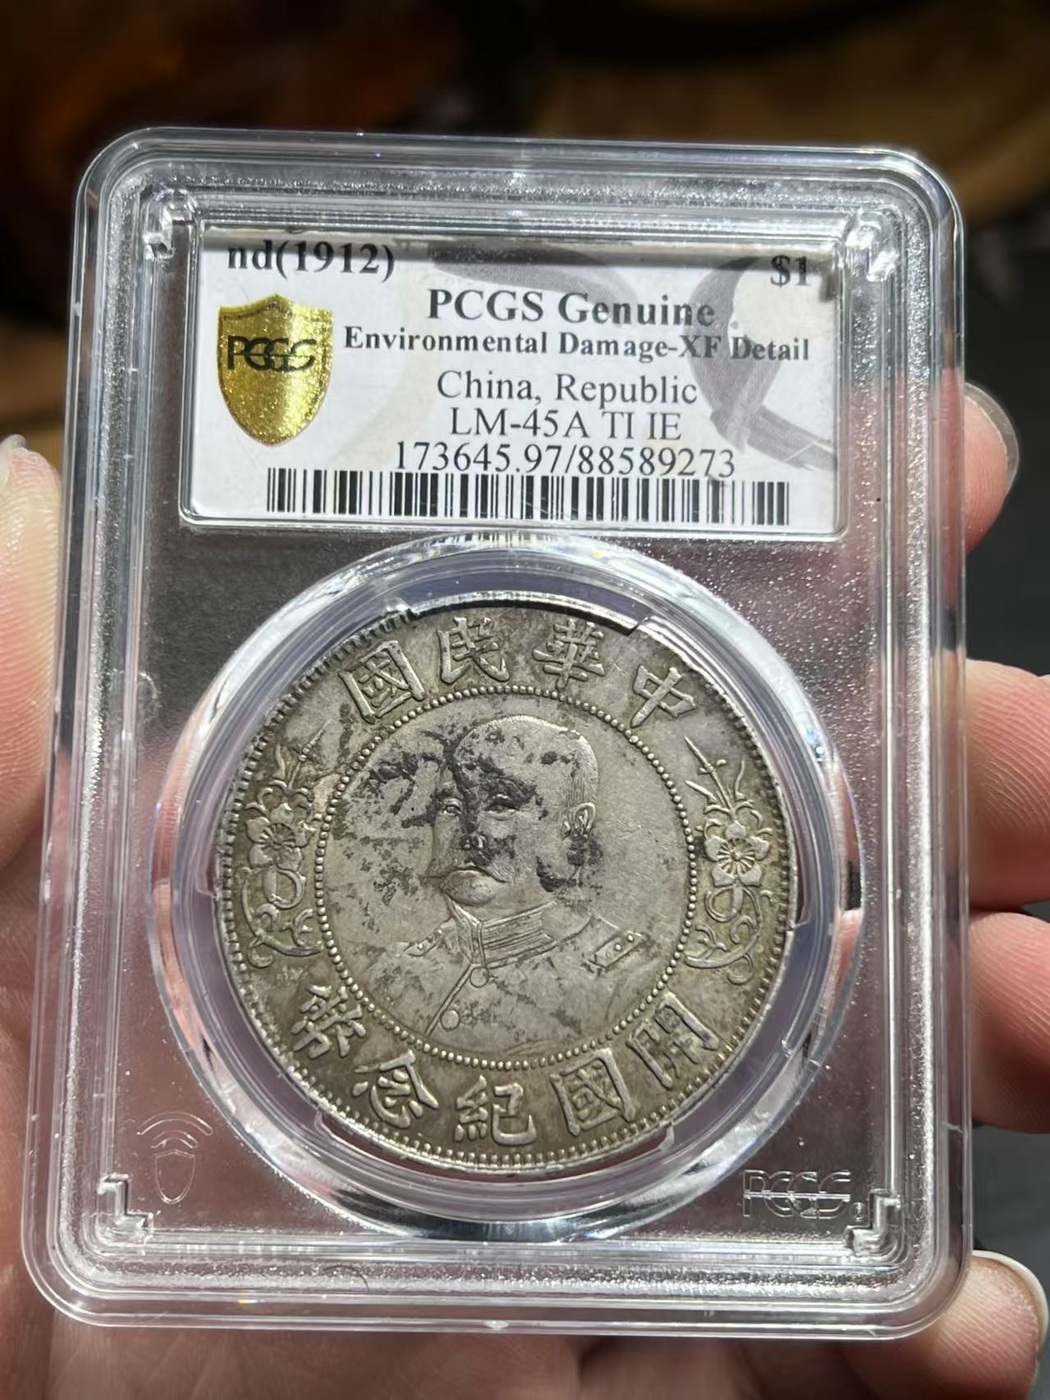 nd(1912) $1
PCGS Genuine
Environmental Damage-XF Detail
PCGS
China, Republic
LM-45A TI IE
173645.97/88589273
中華民國
開國紀念幣
PCGS